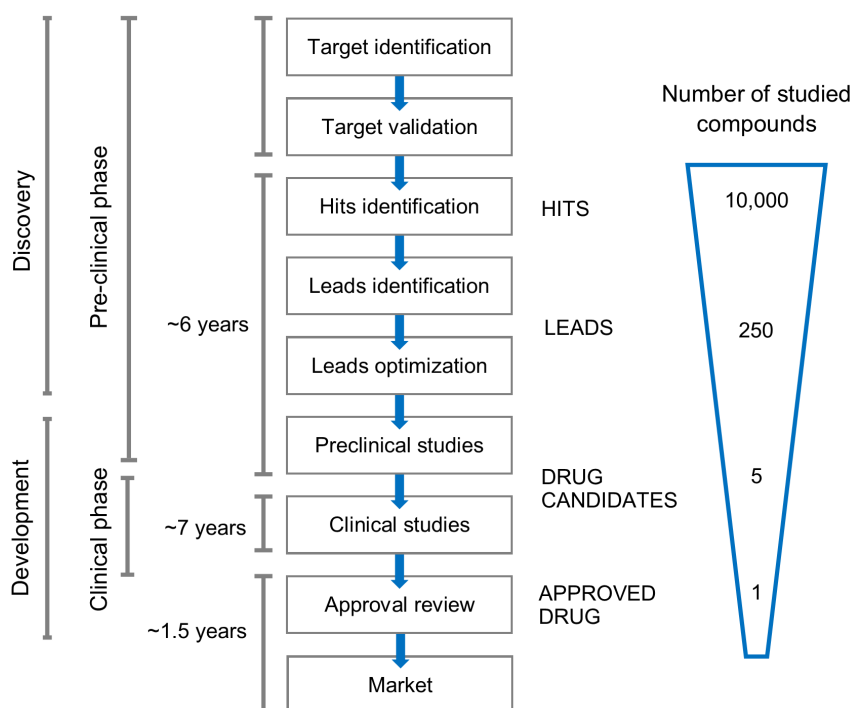 Target identification
Target validation
Hits identification
Leads identification
Leads optimization
Preclinical studies
Clinical studies
Approval review
Market
Discovery
Development
Pre-clinical phase
Clinical phase
~6 years
~7 years
~1.5 years
HITS
LEADS
DRUG
CANDIDATES
APPROVED
DRUG
Number of studied
compounds
10,000
250
5
1